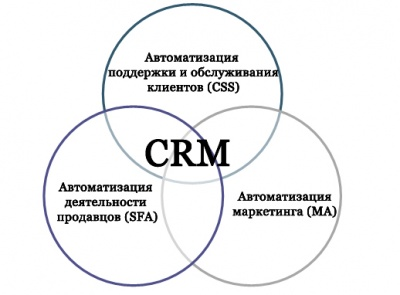 Автоматизация
поддержки и обслуживания
клиентов (CSS)
CRM
Автоматизация
деятельности
продавцов (SFA)
Автоматизация
маркетинга (MA)